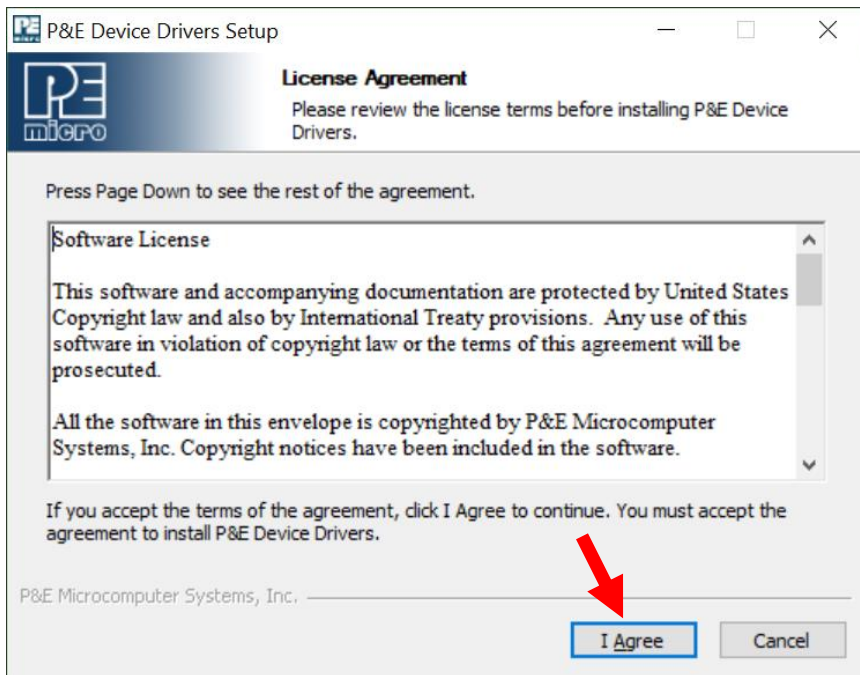 P&E Device Drivers Setup
PE
micro
License Agreement
Please review the license terms before installing P&E Device
Drivers.
Press Page Down to see the rest of the agreement.
Software License
This software and accompanying documentation are protected by United States
Copyright law and also by International Treaty provisions.  Any use of this
software in violation of copyright law or the terms of this agreement will be
prosecuted.
All the software in this envelope is copyrighted by P&E Microcomputer
Systems, Inc. Copyright notices have been included in the software.
If you accept the terms of the agreement, click I Agree to continue. You must accept the
agreement to install P&E Device Drivers.
P&E Microcomputer Systems, Inc.
I Agree
Cancel